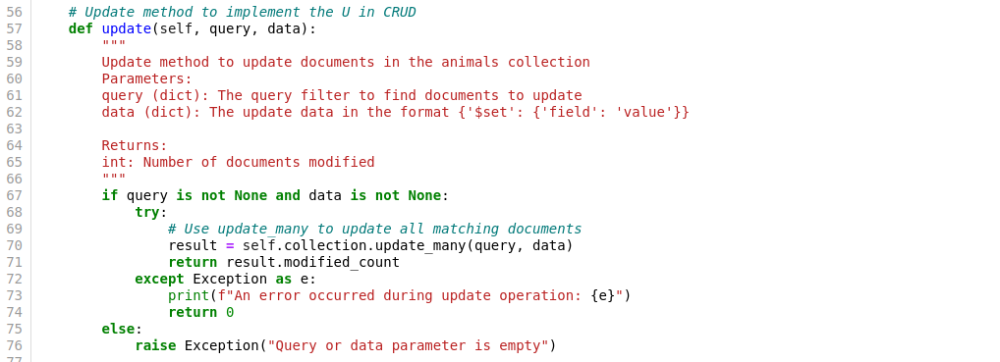 56 # Update method to implement the U in CRUD
57 def update(self, query, data):
58 """
59 Update method to update documents in the animals collection
60 Parameters:
61 query (dict): The query filter to find documents to update
62 data (dict): The update data in the format {'$set': {'field': 'value'}}
63
64 Returns:
65 int: Number of documents modified
66 """
67 if query is not None and data is not None:
68 try:
69 # Use update_many to update all matching documents
70 result = self.collection.update_many(query, data)
71 return result.modified_count
72 except Exception as e:
73 print(f"An error occurred during update operation: {e}")
74 return 0
75 else:
76 raise Exception("Query or data parameter is empty")
77